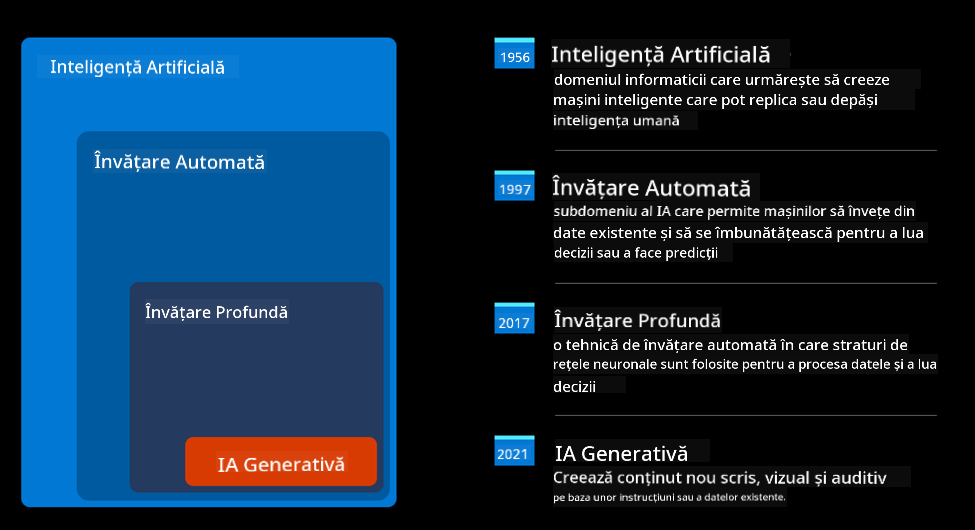 Inteligență Artificială
Învățare Automată
Învățare Profundă
IA Generativă
1956
Inteligență Artificială
domeniul informaticii care urmărește să creeze
mașini inteligente care pot replica sau depăși
inteligența umană
1997
Învățare Automată
subdomeniu al IA care permite mașinilor să învețe din
date existente și să se îmbunătățească pentru a lua
decizii sau a face predicții
2017
Învățare Profundă
o tehnică de învățare automată în care straturi de
rețele neuronale sunt folosite pentru a procesa datele și a lua
decizii
2021
IA Generativă
Creează conținut nou scris, vizual și auditiv
pe baza unor instrucțiuni sau a datelor existente.